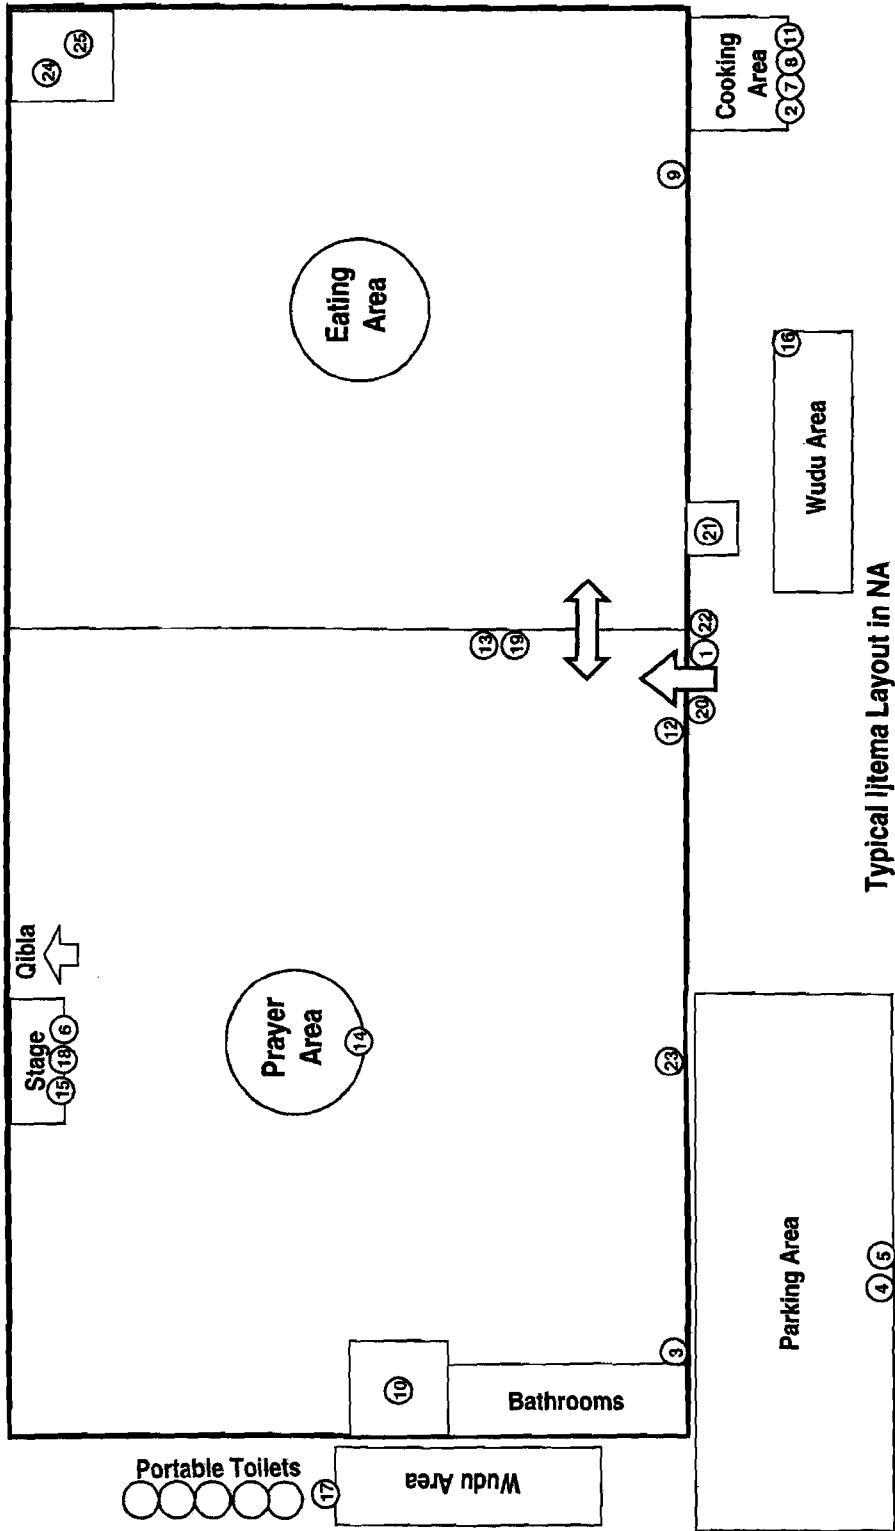 24
25
Cooking
Area
2 7 8 11
9
Eating
Area
16
Wudu Area
21
13
19
22
1
20
12
Typical Ijtema Layout in NA
Qibla
Stage
15 18 6
Prayer
Area
14
23
Parking Area
4 5
3
10
Bathrooms
Portable Toilets
17
Wudu Area